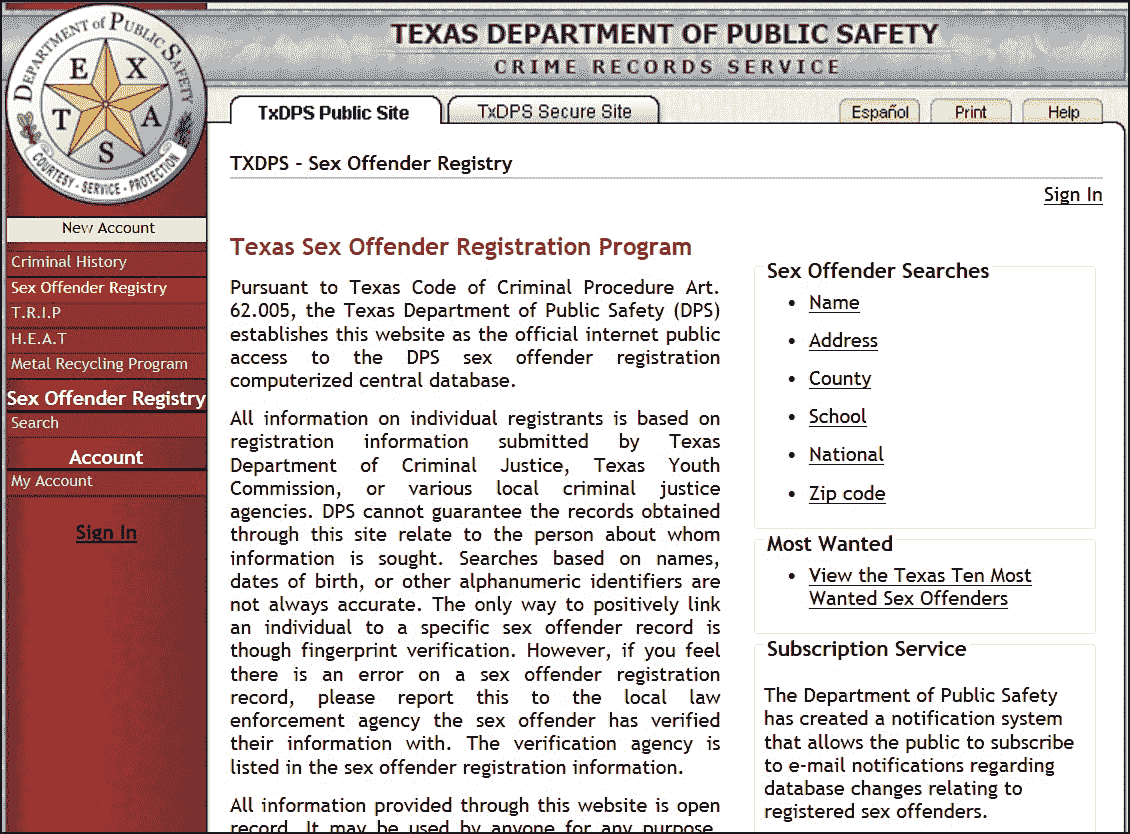 DEPARTMENT of PUBLIC SAFETY
TEXAS
COURTESY - SERVICE - PROTECTION
TEXAS DEPARTMENT OF PUBLIC SAFETY
CRIME RECORDS SERVICE
TxDPS Public Site
TxDPS Secure Site
Español
Print
Help
New Account
Criminal History
Sex Offender Registry
T.R.I.P
H.E.A.T
Metal Recycling Program
Sex Offender Registry
Search
Account
My Account
Sign In
TXDPS - Sex Offender Registry
Sign In
Texas Sex Offender Registration Program
Pursuant to Texas Code of Criminal Procedure Art.
62.005, the Texas Department of Public Safety (DPS)
establishes this website as the official internet public
access to the DPS sex offender registration
computerized central database.
All information on individual registrants is based on
registration information submitted by Texas
Department of Criminal Justice, Texas Youth
Commission, or various local criminal justice
agencies. DPS cannot guarantee the records obtained
through this site relate to the person about whom
information is sought. Searches based on names,
dates of birth, or other alphanumeric identifiers are
not always accurate. The only way to positively link
an individual to a specific sex offender record is
though fingerprint verification. However, if you feel
there is an error on a sex offender registration
record, please report this to the local law
enforcement agency the sex offender has verified
their information with. The verification agency is
listed in the sex offender registration information.
All information provided through this website is open
record. It may be used by anyone for any purpose.
Sex Offender Searches
• Name
• Address
• County
• School
• National
• Zip code
Most Wanted
• View the Texas Ten Most
Wanted Sex Offenders
Subscription Service
The Department of Public Safety
has created a notification system
that allows the public to subscribe
to e-mail notifications regarding
database changes relating to
registered sex offenders.